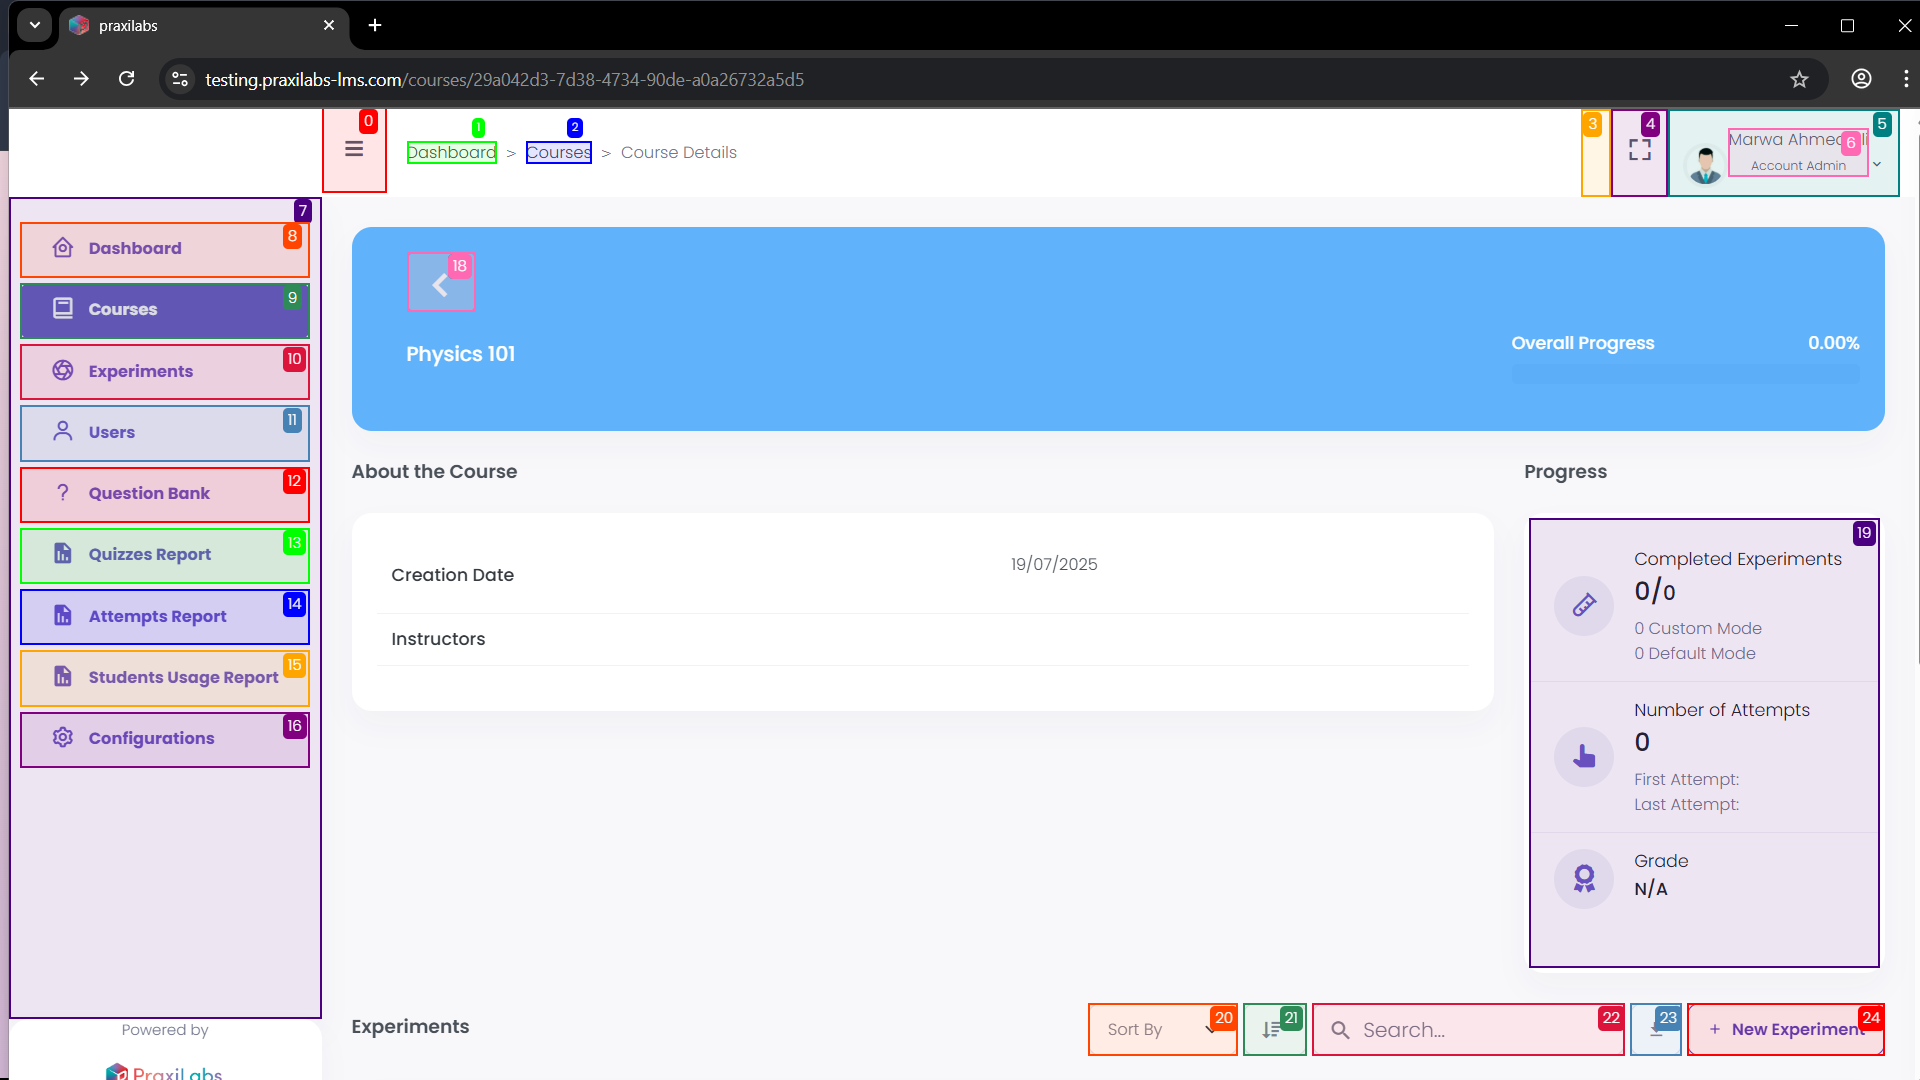 praxilabs
testing.praxilabs-lms.com/courses/29a042d3-7d38-4734-90de-a0a26732a5d5
0
1
2
Dashboard > Courses > Course Details
3
4
5
6
Account Admin
7
8
Dashboard
9
Courses
10
Experiments
11
Users
12
Question Bank
13
Quizzes Report
14
Attempts Report
15
Students Usage Report
16
Configurations
Powered by
PraxiLabs
18
Physics 101
Overall Progress 0.00%
About the Course
Creation Date 19/07/2025
Instructors
Progress
19
Completed Experiments
0/0
0 Custom Mode
0 Default Mode
Number of Attempts
0
First Attempt:
Last Attempt:
Grade
N/A
Experiments
Sort By
20
21
Search...
22
23
+ New Experiment
24